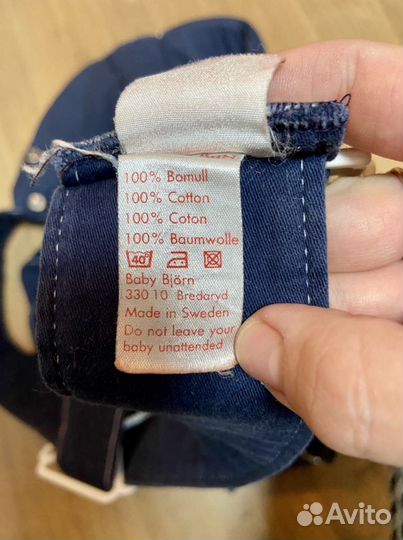 100% Bomull
100% Cotton
100% Coton
100% Baumwolle
40°
Baby Björn
330 10 Bredaryd
Made in Sweden
Do not leave your
baby unattended
Avito